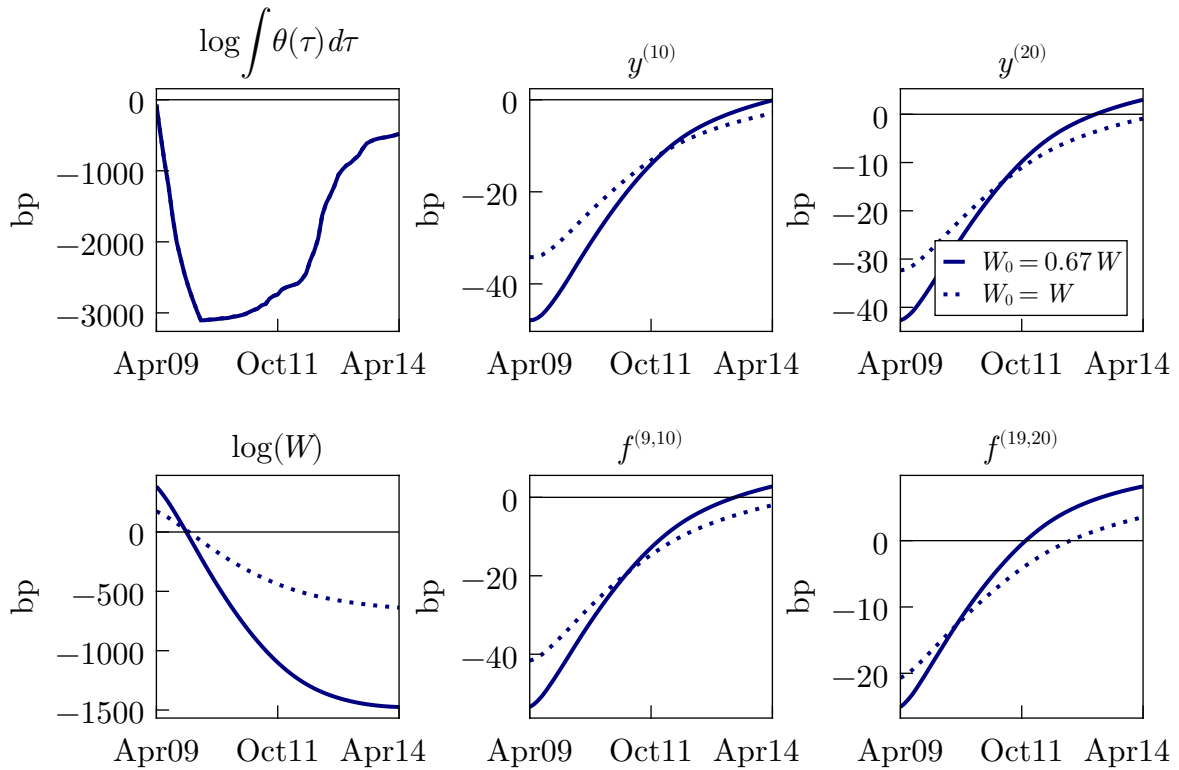 log∫θ(τ)dτ
bp
0
−1000
−2000
−3000
Apr09 Oct11 Apr14
y^(10)
bp
0
−20
−40
Apr09 Oct11 Apr14
y^(20)
bp
0
−10
−20
−30
−40
W₀ = 0.67 W
W₀ = W
Apr09 Oct11 Apr14
log(W)
bp
0
−500
−1000
−1500
Apr09 Oct11 Apr14
f^(9,10)
bp
0
−20
−40
Apr09 Oct11 Apr14
f^(19,20)
bp
0
−10
−20
Apr09 Oct11 Apr14